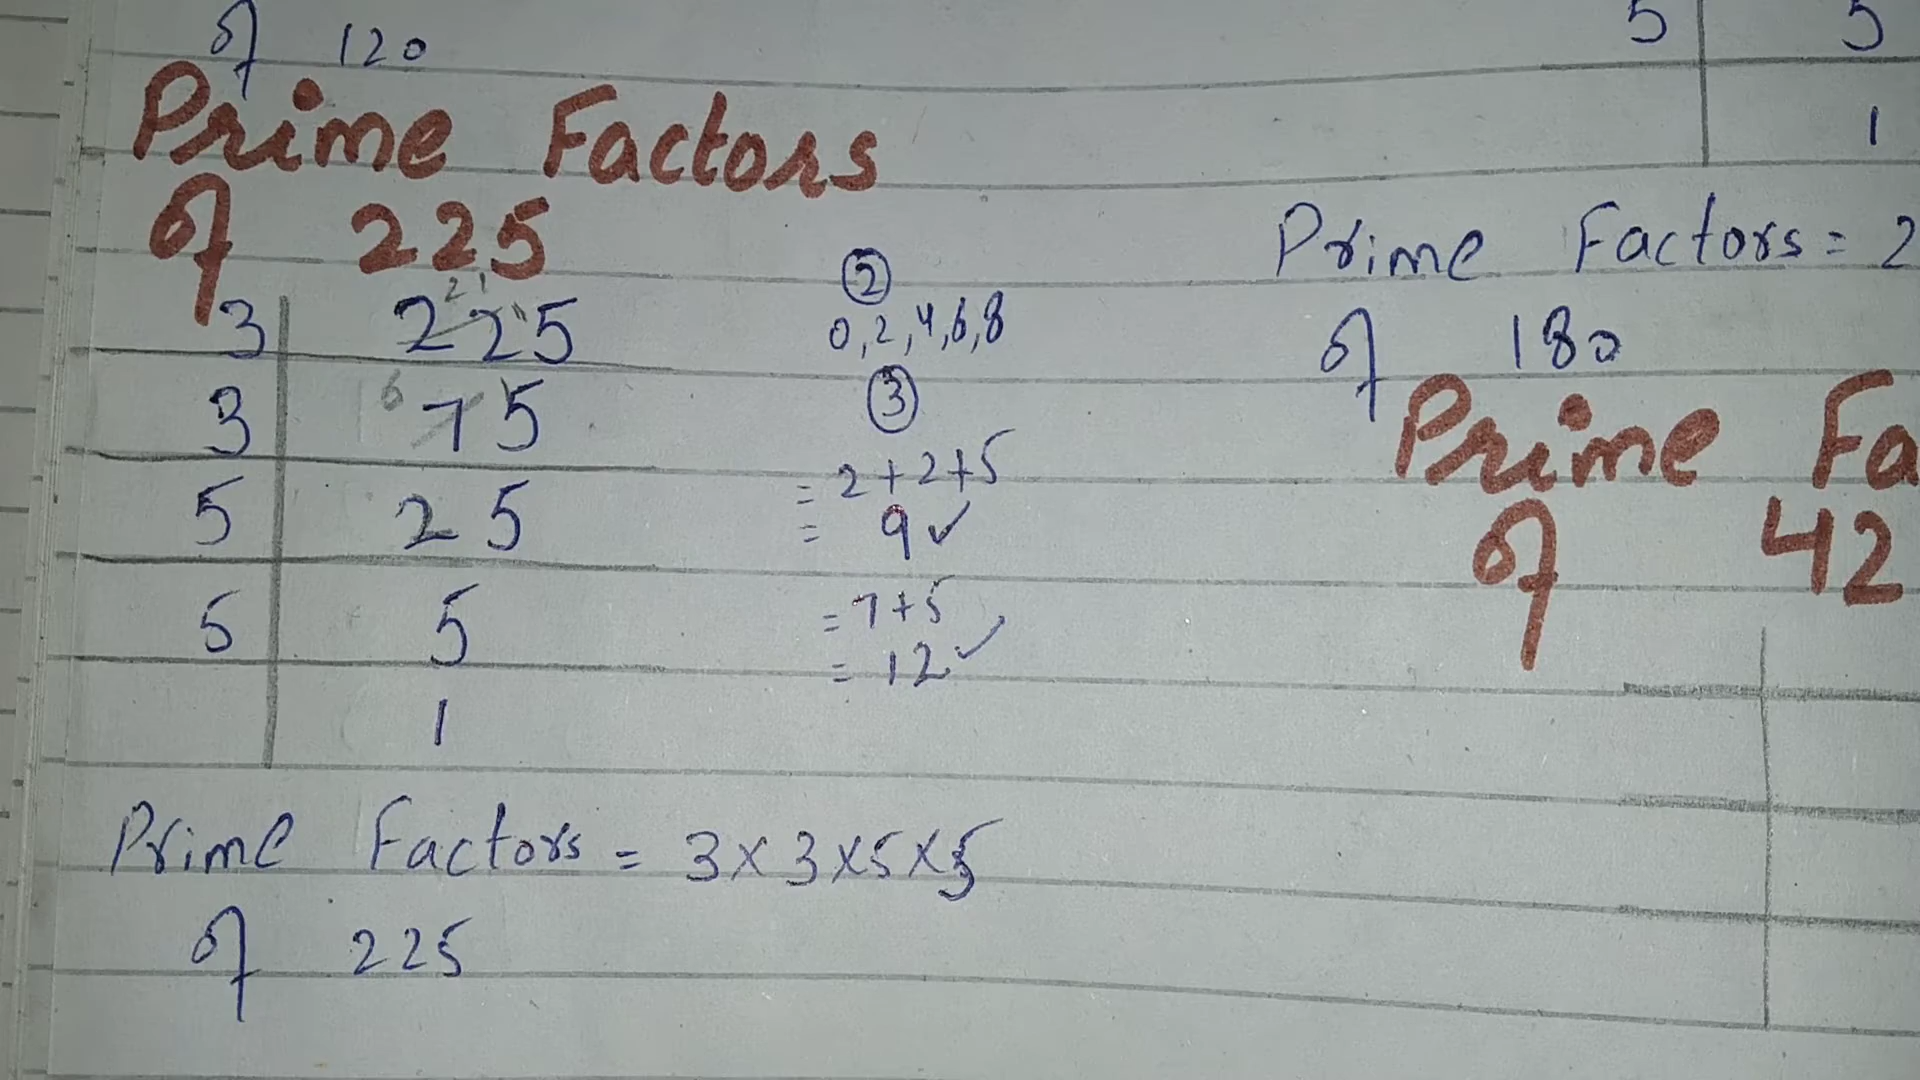 of 120
Prime Factors
of 225
21
3 225
3 6 75
5 25
5 5
1
Prime Factors = 3×3×5×5
of 225
2
0,2,4,6,8
3
= 2+2+5
= 9 ✓
= 7+5
= 12 ✓
5 5
1
Prime Factors = 2
of 180
Prime Fa
of 42